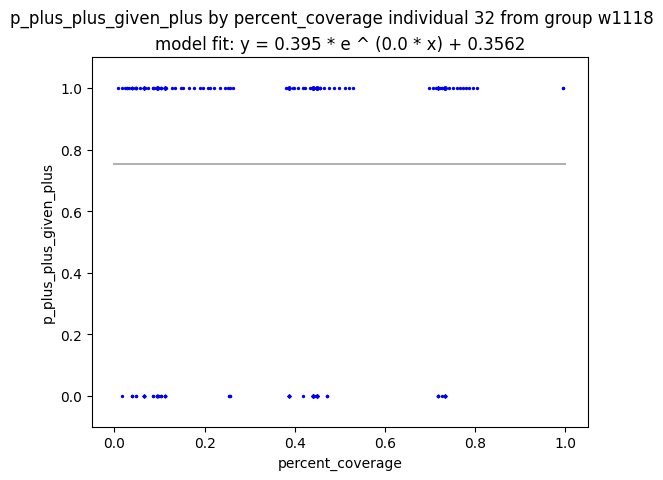 p_plus_plus_given_plus by percent_coverage individual 32 from group w1118
model fit: y = 0.395 * e ^ (0.0 * x) + 0.3562
p_plus_plus_given_plus
1.0
0.8
0.6
0.4
0.2
0.0
0.0 0.2 0.4 0.6 0.8 1.0
percent_coverage